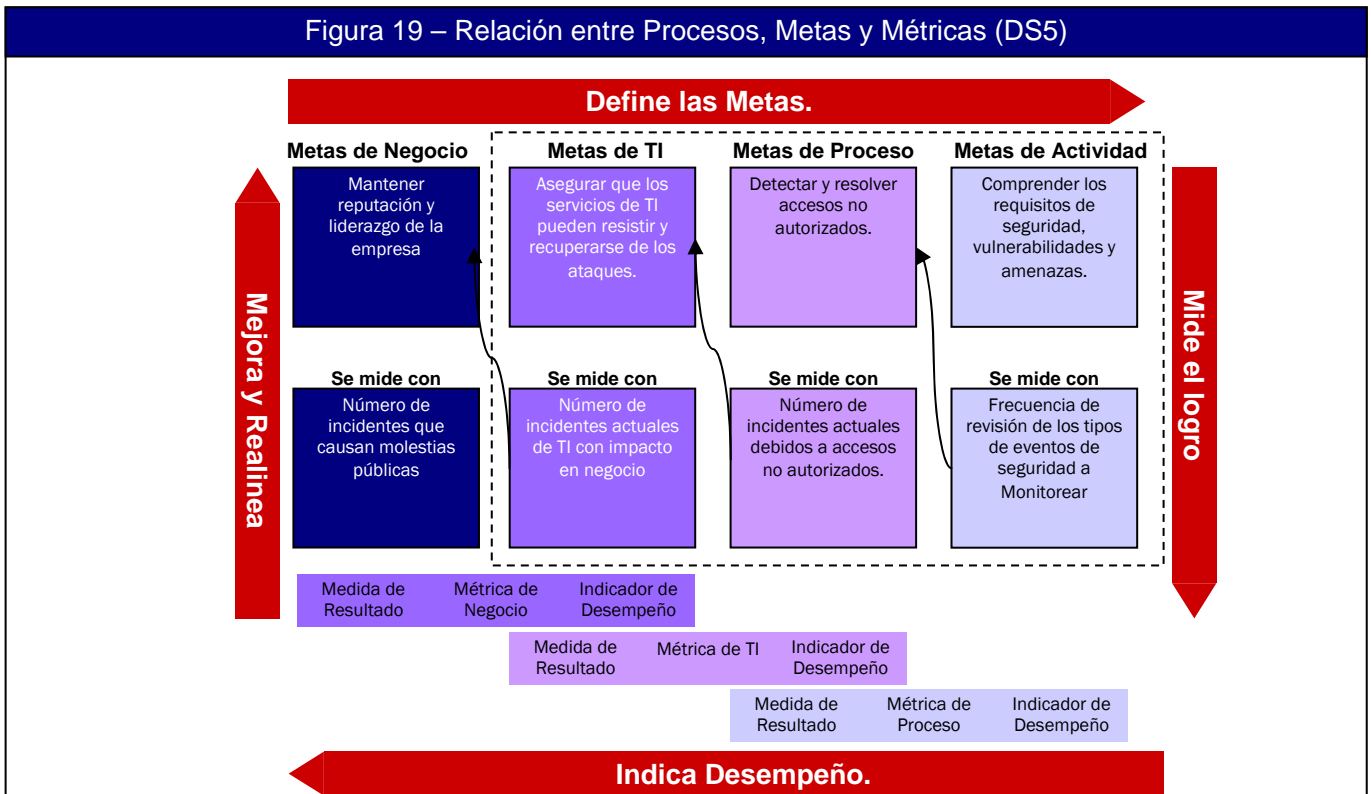 Figura 19 – Relación entre Procesos, Metas y Métricas (DS5)
Define las Metas.
Metas de Negocio
Metas de TI
Metas de Proceso
Metas de Actividad
Mantener
reputación y
liderazgo de la
empresa
Asegurar que los
servicios de TI
pueden resistir y
recuperarse de los
ataques.
Detectar y resolver
accesos no
autorizados.
Comprender los
requisitos de
seguridad,
vulnerabilidades y
amenazas.
Mejora y Realinea
Mide el logro
Se mide con
Se mide con
Se mide con
Se mide con
Número de
incidentes que
causan molestias
públicas
Número de
incidentes actuales
de TI con impacto
en negocio
Número de
incidentes actuales
debidos a accesos
no autorizados.
Frecuencia de
revisión de los tipos
de eventos de
seguridad a
Monitorear
Medida de
Resultado
Métrica de
Negocio
Indicador de
Desempeño
Medida de
Resultado
Métrica de TI
Indicador de
Desempeño
Medida de
Resultado
Métrica de
Proceso
Indicador de
Desempeño
Indica Desempeño.